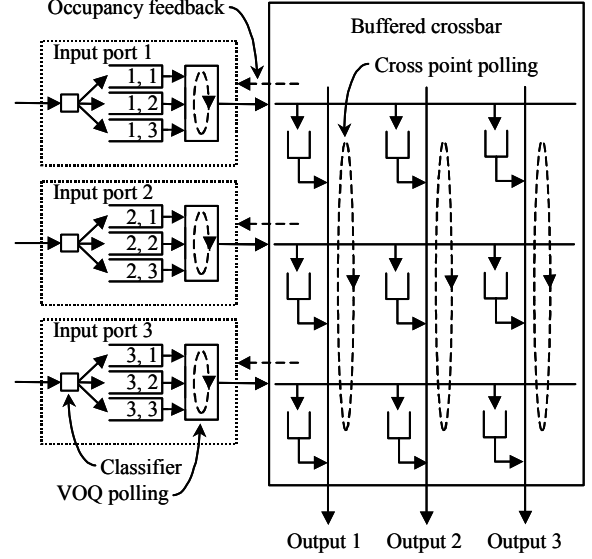 Occupancy feedback
Buffered crossbar
Input port 1
Cross point polling
1, 1
1, 2
1, 3
Input port 2
2, 1
2, 2
2, 3
Input port 3
3, 1
3, 2
3, 3
Classifier
VOQ polling
Output 1 Output 2 Output 3